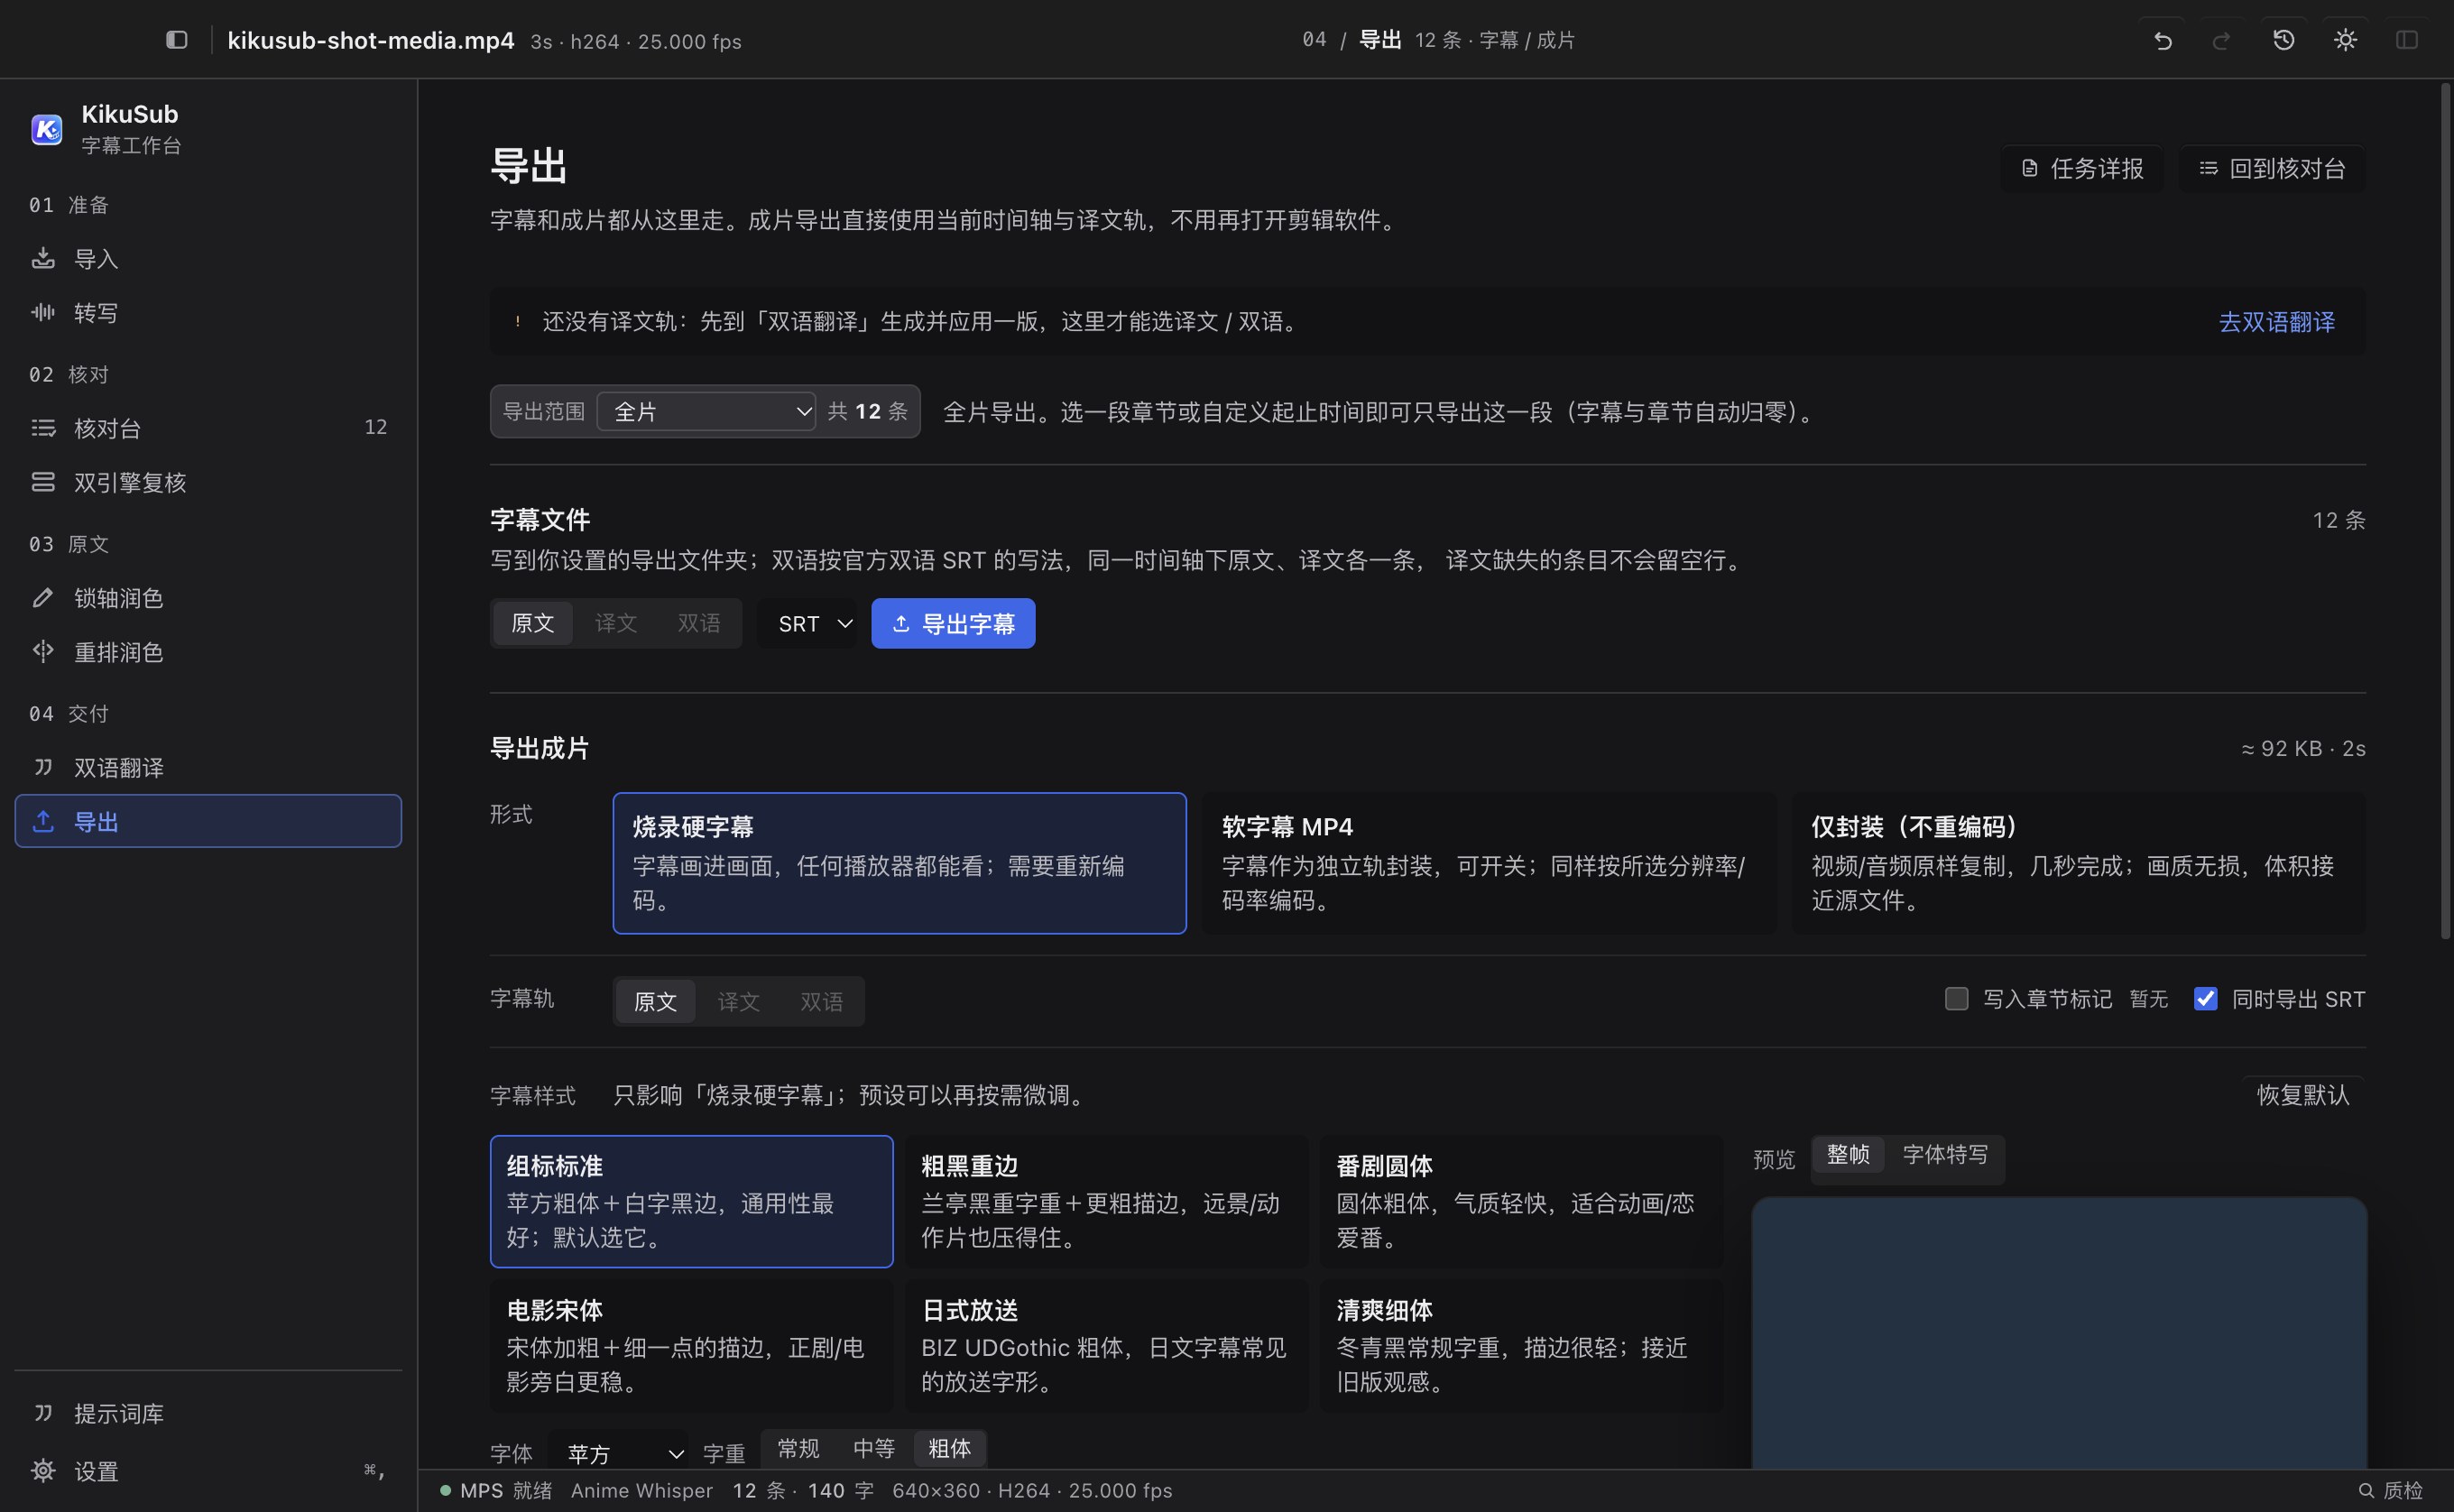 kikusub-shot-media.mp4 3s · h264 · 25.000 fps
04 / 导出 12 条 · 字幕 / 成片
KikuSub
字幕工作台
01 准备
导入
转写
02 核对
核对台 12
双引擎复核
03 原文
锁轴润色
重排润色
04 交付
双语翻译
导出
提示词库
设置 ⌘,
导出
任务详报
回到核对台
字幕和成片都从这里走。成片导出直接使用当前时间轴与译文轨，不用再打开剪辑软件。
! 还没有译文轨：先到「双语翻译」生成并应用一版，这里才能选译文 / 双语。
去双语翻译
导出范围 全片 共 12 条 全片导出。选一段章节或自定义起止时间即可只导出这一段（字幕与章节自动归零）。
字幕文件 12 条
写到你设置的导出文件夹；双语按官方双语 SRT 的写法，同一时间轴下原文、译文各一条， 译文缺失的条目不会留空行。
原文 译文 双语 SRT 导出字幕
导出成片 ≈ 92 KB · 2s
形式
烧录硬字幕
字幕画进画面，任何播放器都能看；需要重新编
码。
软字幕 MP4
字幕作为独立轨封装，可开关；同样按所选分辨率/
码率编码。
仅封装（不重编码）
视频/音频原样复制，几秒完成；画质无损，体积接
近源文件。
字幕轨 原文 译文 双语 写入章节标记 暂无 同时导出 SRT
字幕样式 只影响「烧录硬字幕」；预设可以再按需微调。 恢复默认
组标标准
苹方粗体＋白字黑边，通用性最
好；默认选它。
粗黑重边
兰亭黑重字重＋更粗描边，远景/动
作片也压得住。
番剧圆体
圆体粗体，气质轻快，适合动画/恋
爱番。
预览 整帧 字体特写
电影宋体
宋体加粗＋细一点的描边，正剧/电
影旁白更稳。
日式放送
BIZ UDGothic 粗体，日文字幕常见
的放送字形。
清爽细体
冬青黑常规字重，描边很轻；接近
旧版观感。
字体 苹方 字重 常规 中等 粗体
MPS 就绪 Anime Whisper 12 条 · 140 字 640×360 · H264 · 25.000 fps 质检